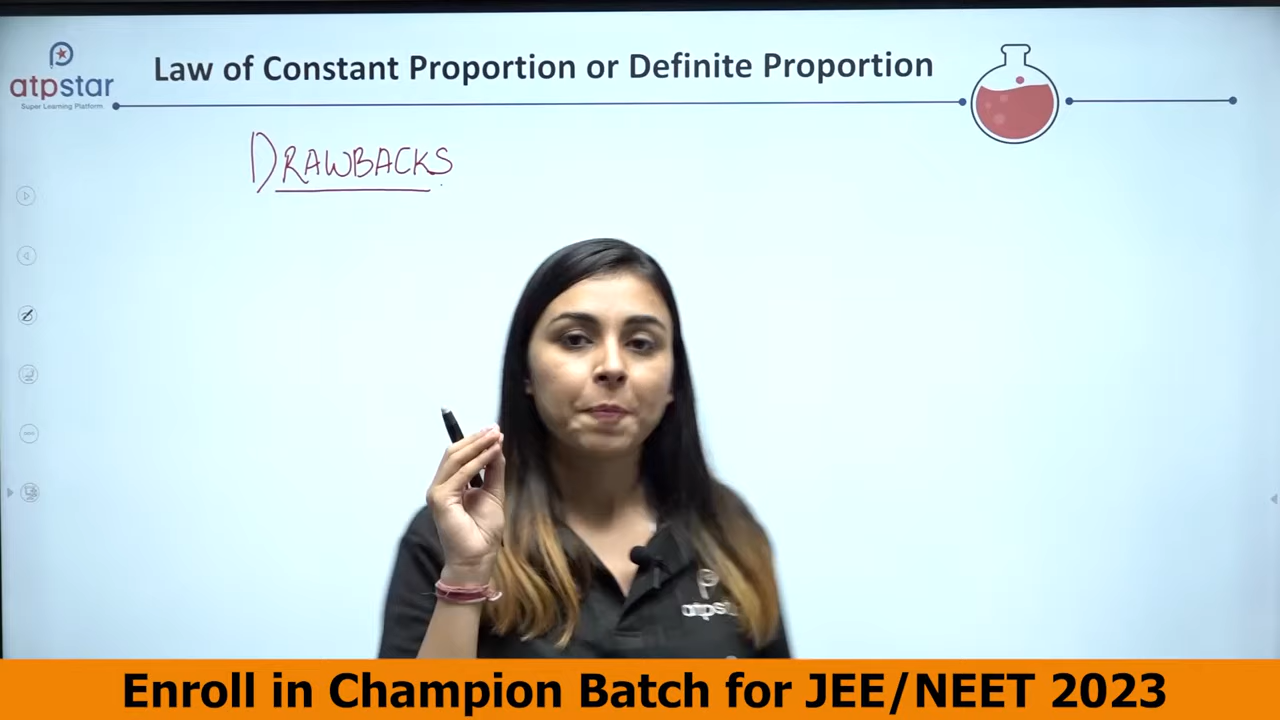 Law of Constant Proportion or Definite Proportion
atpstar
Super Learning Platform
DRAWBACKS
atpst
Enroll in Champion Batch for JEE/NEET 2023